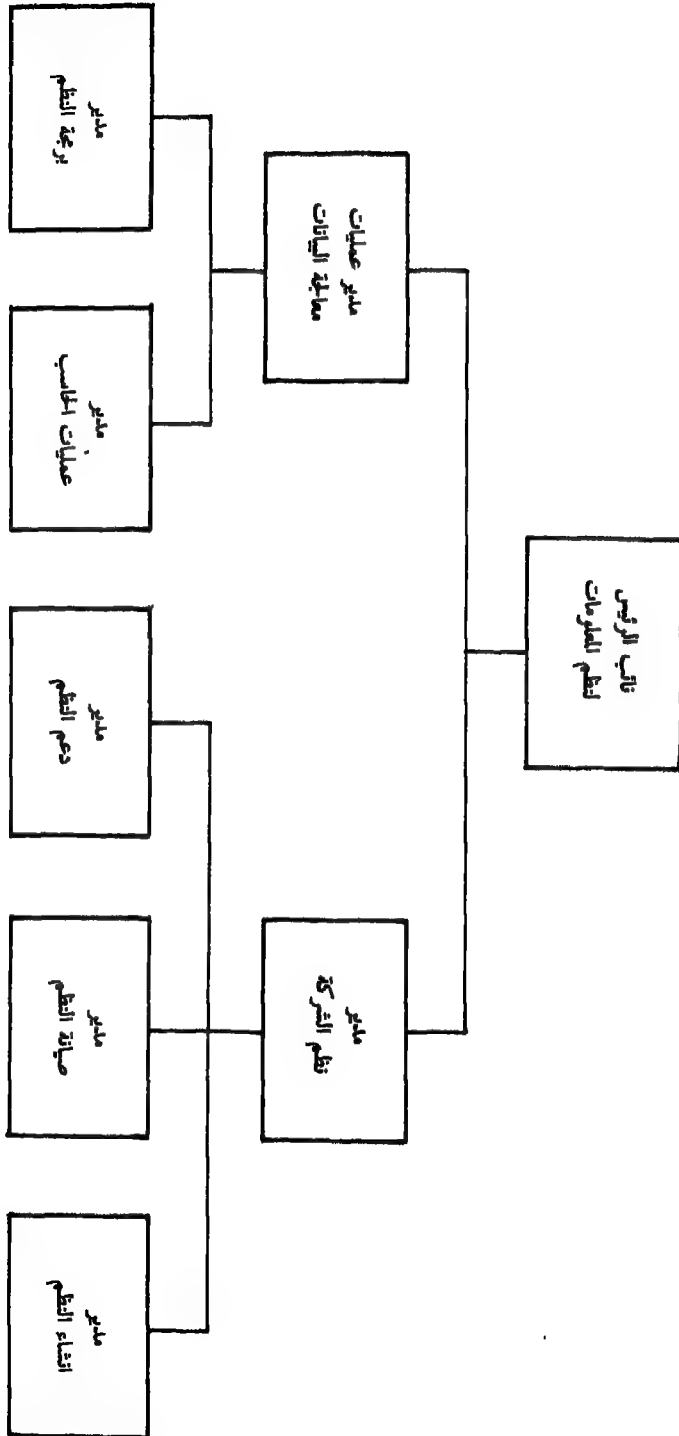 نائب الرئيس
لنظم المعلومات
مدير
نظم الشركة
مدير عمليات
معالجة البيانات
مدير
انشاء النظم
مدير
صيانة النظم
مدير
دعم النظم
مدير
عمليات الحاسب
مدير
برمجة النظم